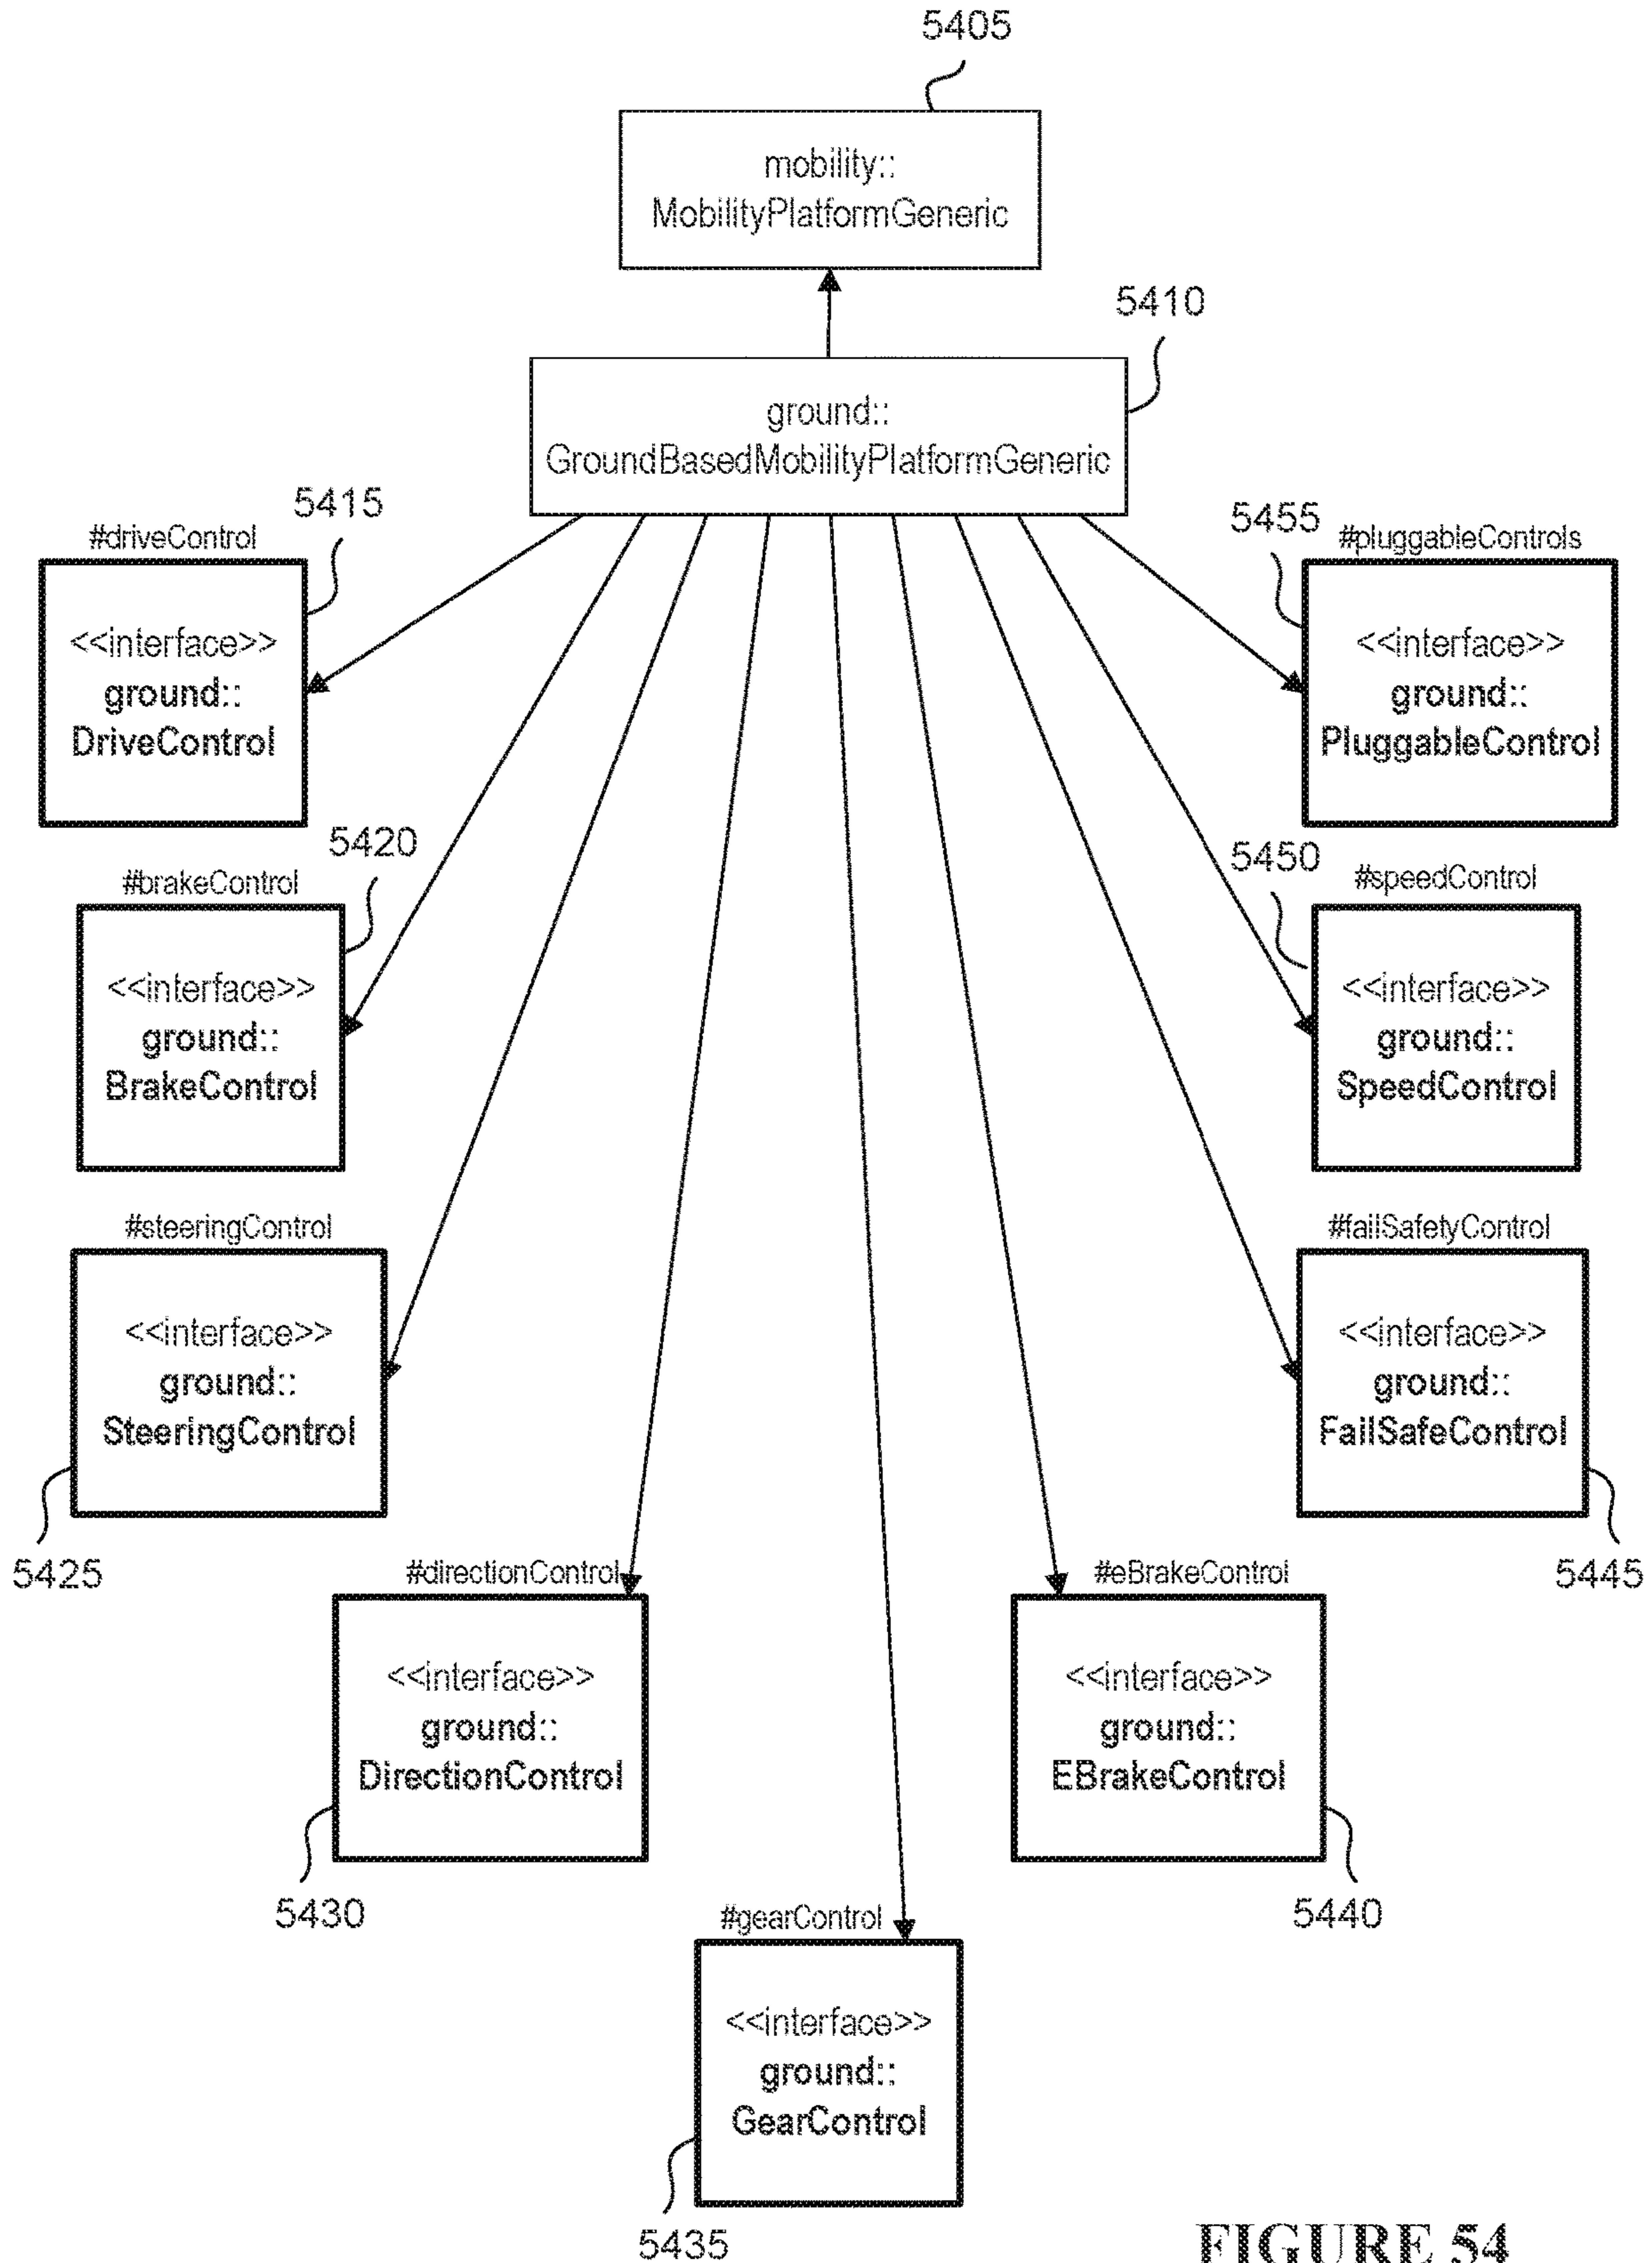 5405
mobility::
MobilityPlatformGeneric
5410
ground::
GroundBasedMobilityPlatformGeneric
5415
#driveControl
<<interface>>
ground::
DriveControl
5455
#pluggableControls
<<interface>>
ground::
PluggableControl
5420
#brakeControl
<<interface>>
ground::
BrakeControl
5450
#speedControl
<<interface>>
ground::
SpeedControl
#steeringControl
<<interface>>
ground::
SteeringControl
5425
#failSafetyControl
<<interface>>
ground::
FailSafeControl
5445
#directionControl
<<interface>>
ground::
DirectionControl
5430
#eBrakeControl
<<interface>>
ground::
EBrakeControl
5440
#gearControl
<<interface>>
ground::
GearControl
5435
FIGURE 54